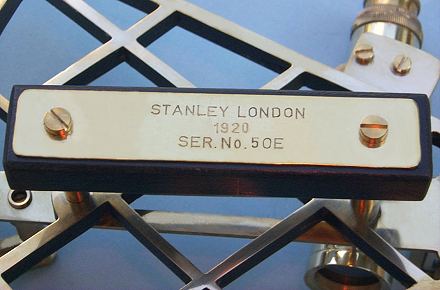 STANLEY LONDON
1920
SER. No. 50E